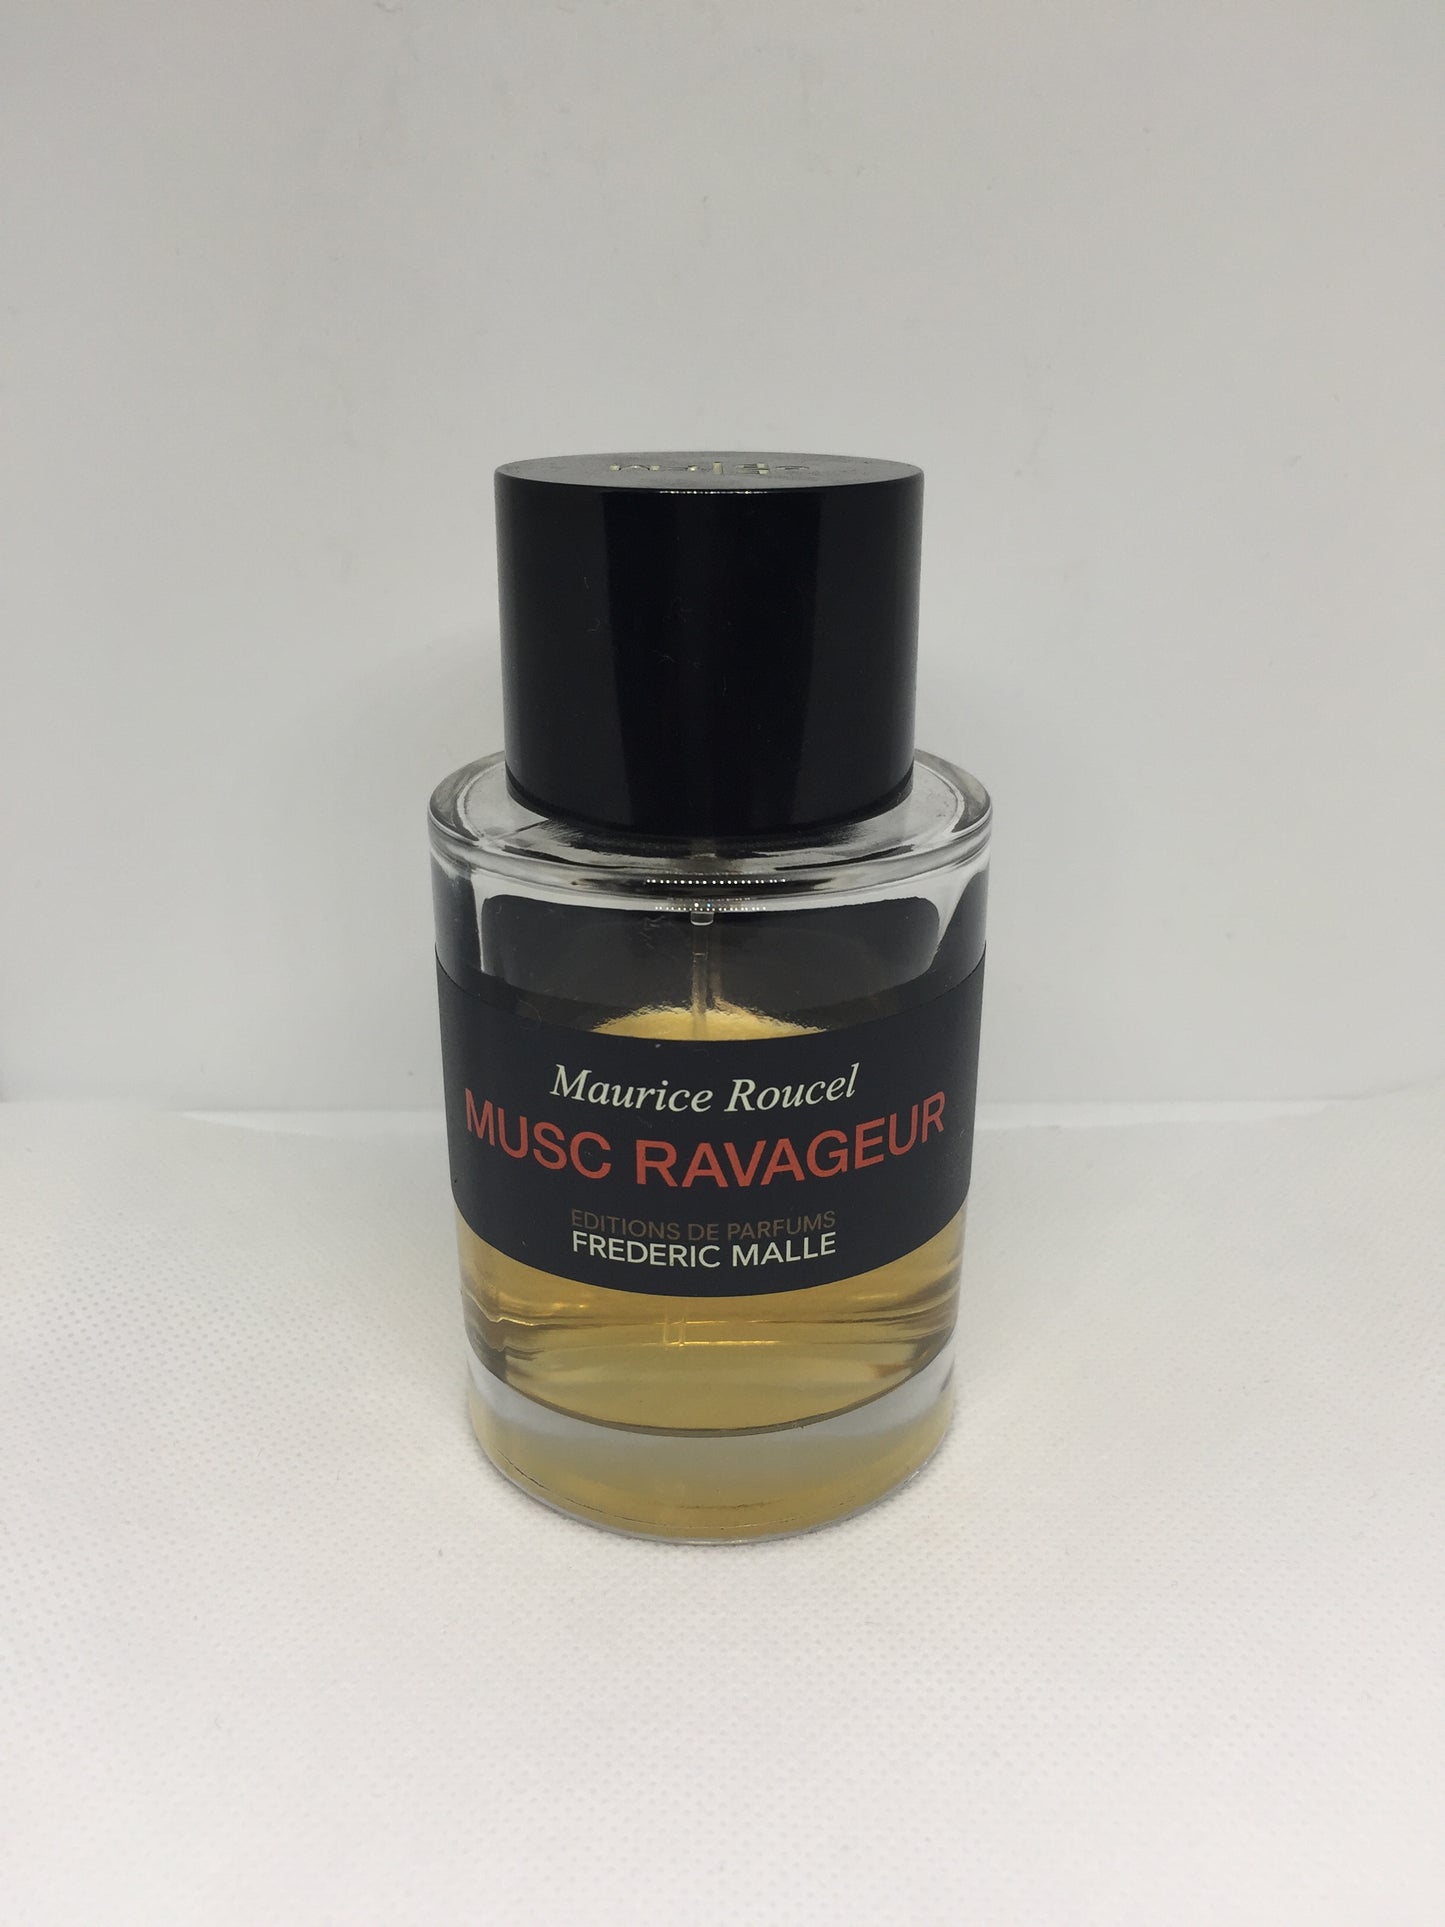 Maurice Roucel
MUSC RAVAGEUR
EDITIONS DE PARFUMS
FREDERIC MALLE